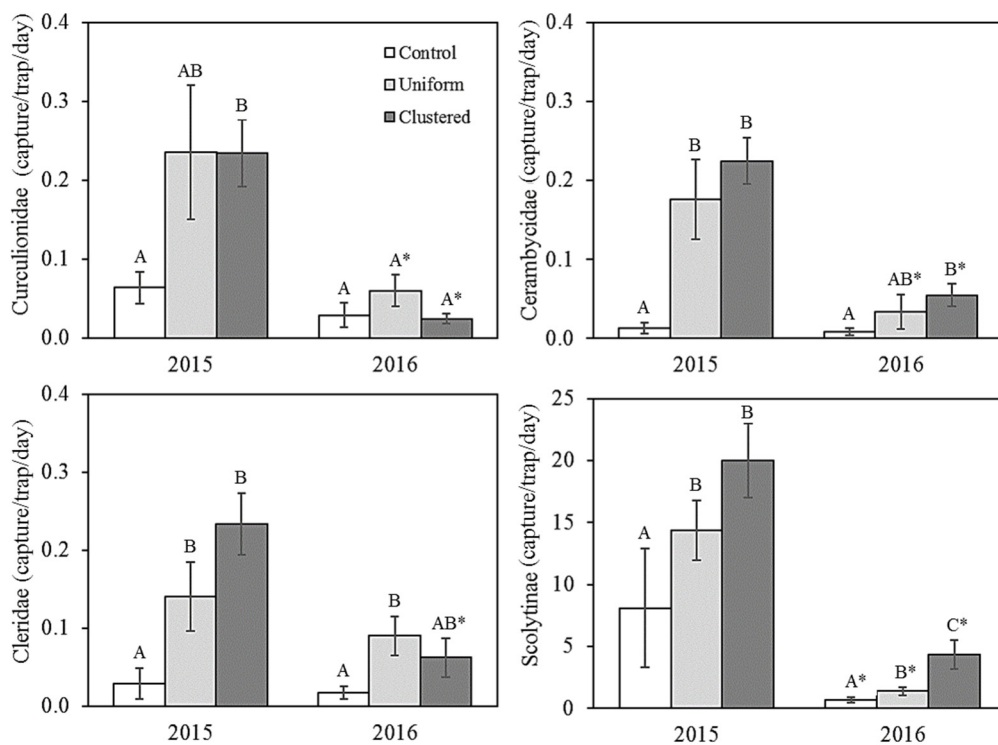 Curculionidae (capture/trap/day)
0.4
0.3
0.2
0.1
0.0
Control
Uniform
Clustered
A
AB
B
A
A*
A*
2015
2016
Cerambycidae (capture/trap/day)
0.4
0.3
0.2
0.1
0.0
A
B
B
A
AB*
B*
2015
2016
Cleridae (capture/trap/day)
0.4
0.3
0.2
0.1
0.0
A
B
B
A
B
AB*
2015
2016
Scolytinae (capture/trap/day)
25
20
15
10
5
0
A
B
B
A*
B*
C*
2015
2016